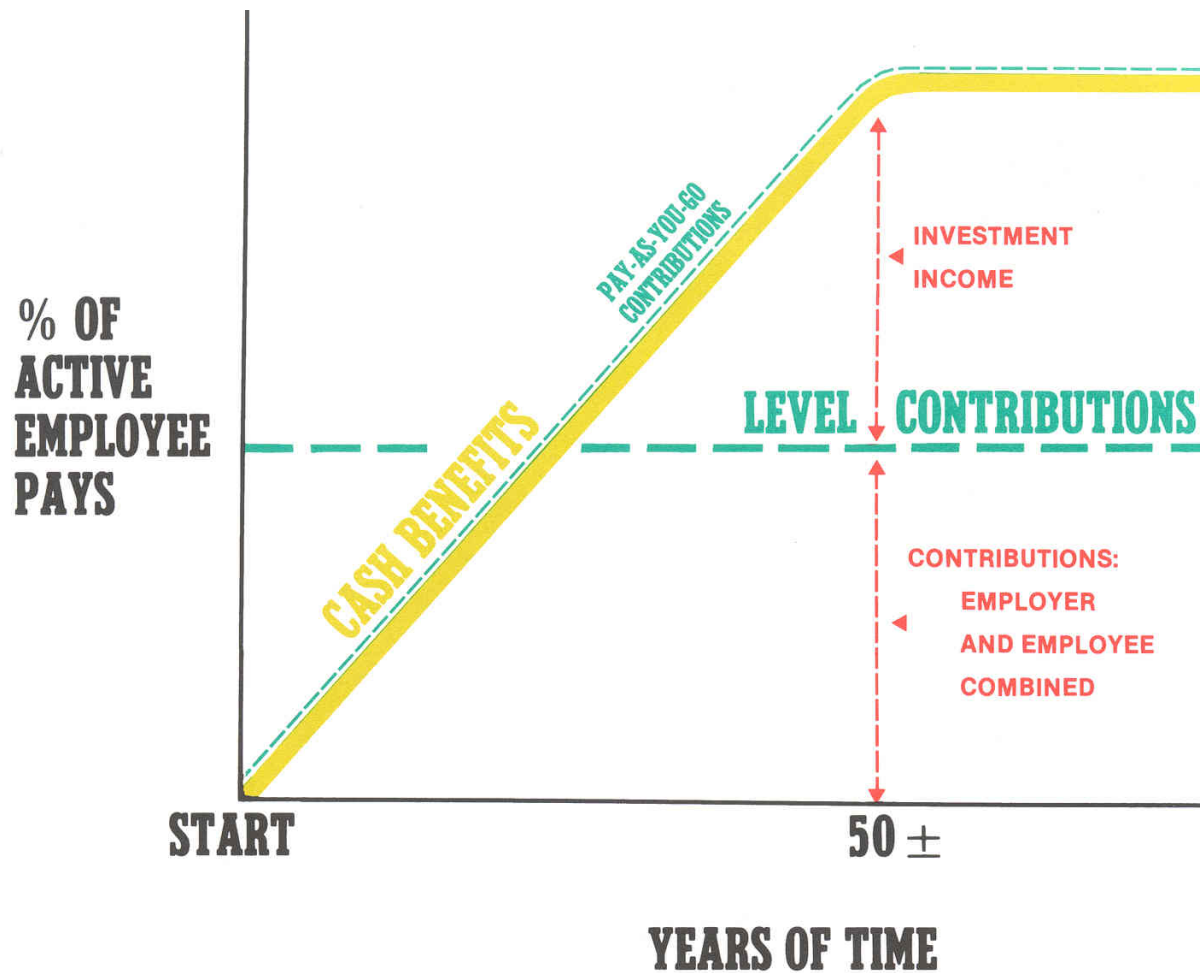 PAY-AS-YOU-GO
CONTRIBUTIONS
INVESTMENT
INCOME
% OF
ACTIVE
EMPLOYEE
PAYS
LEVEL CONTRIBUTIONS
CASH BENEFITS
CONTRIBUTIONS:
EMPLOYER
AND EMPLOYEE
COMBINED
START
50 ±
YEARS OF TIME